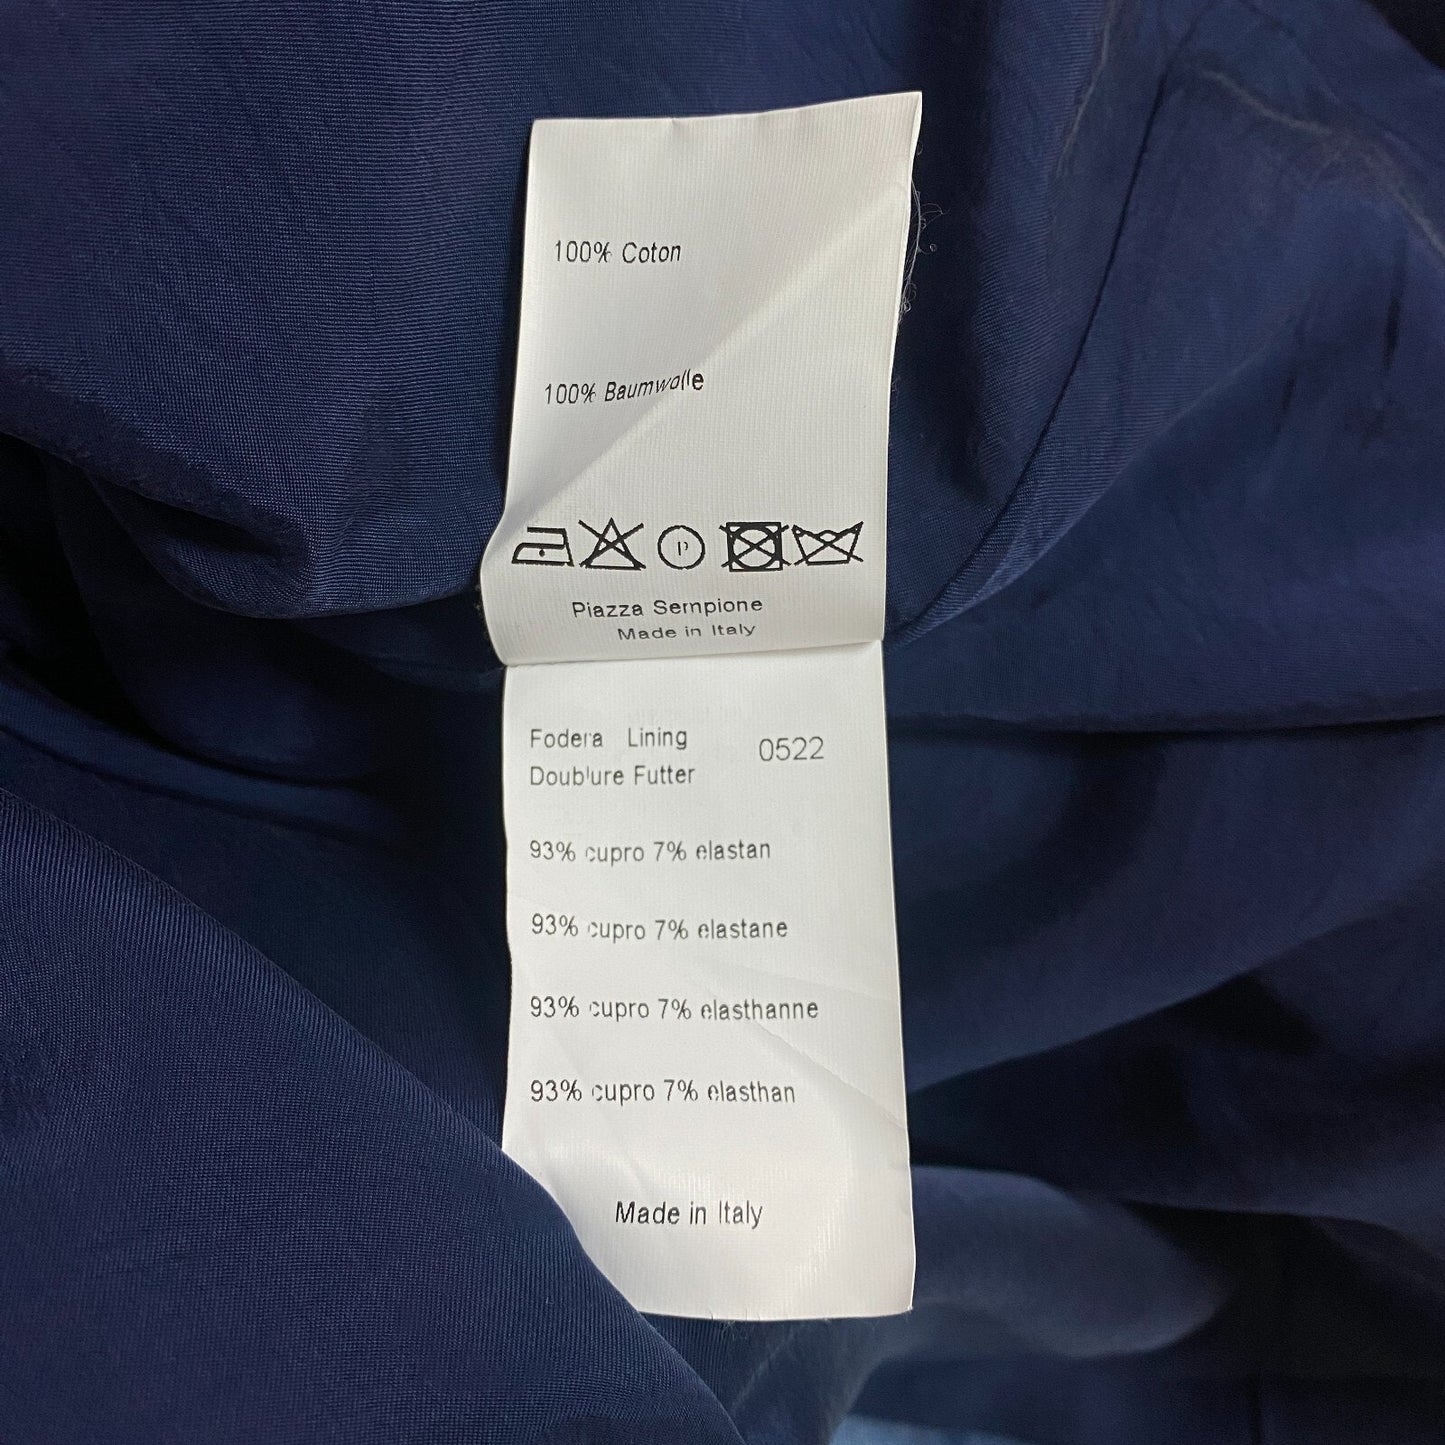 100% Coton
100% Baumwolle
P
Piazza Sempione
Made in Italy
Fodera Lining 0522
Doublure Futter
93% cupro 7% elastan
93% cupro 7% elastane
93% cupro 7% elasthanne
93% cupro 7% elasthan
Made in Italy